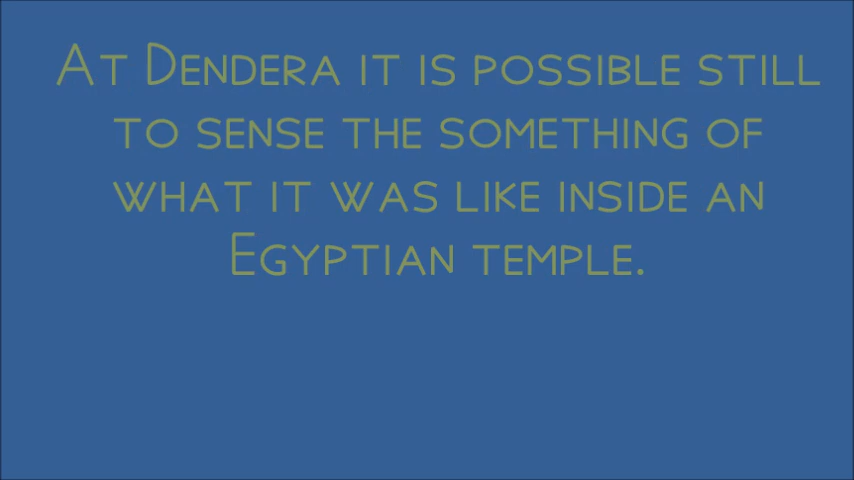 At Dendera it is possible still
to sense the something of
what it was like inside an
Egyptian temple.